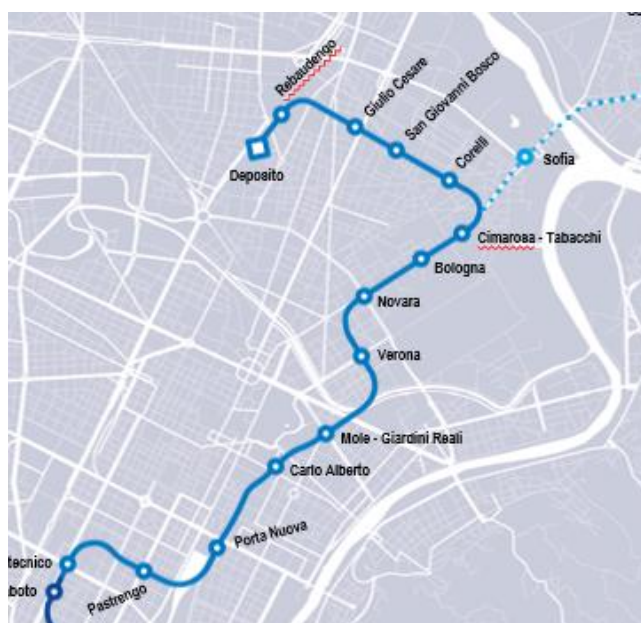 Rebaudengo
Giulio Cesare
San Giovanni Bosco
Corelli
Sofia
Deposito
Cimarosa - Tabacchi
Bologna
Novara
Verona
Mole - Giardini Reali
Carlo Alberto
Porta Nuova
tecnico
Pastrengo
boto